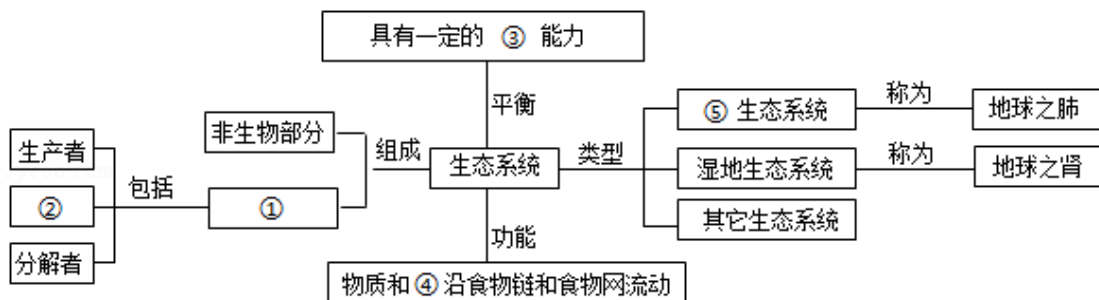 具有一定的 ③ 能力
平衡
⑤ 生态系统
称为
地球之肺
非生物部分
生产者
组成
生态系统
类型
湿地生态系统
称为
地球之肾
②
包括
①
其它生态系统
分解者
功能
物质和 ④ 沿食物链和食物网流动